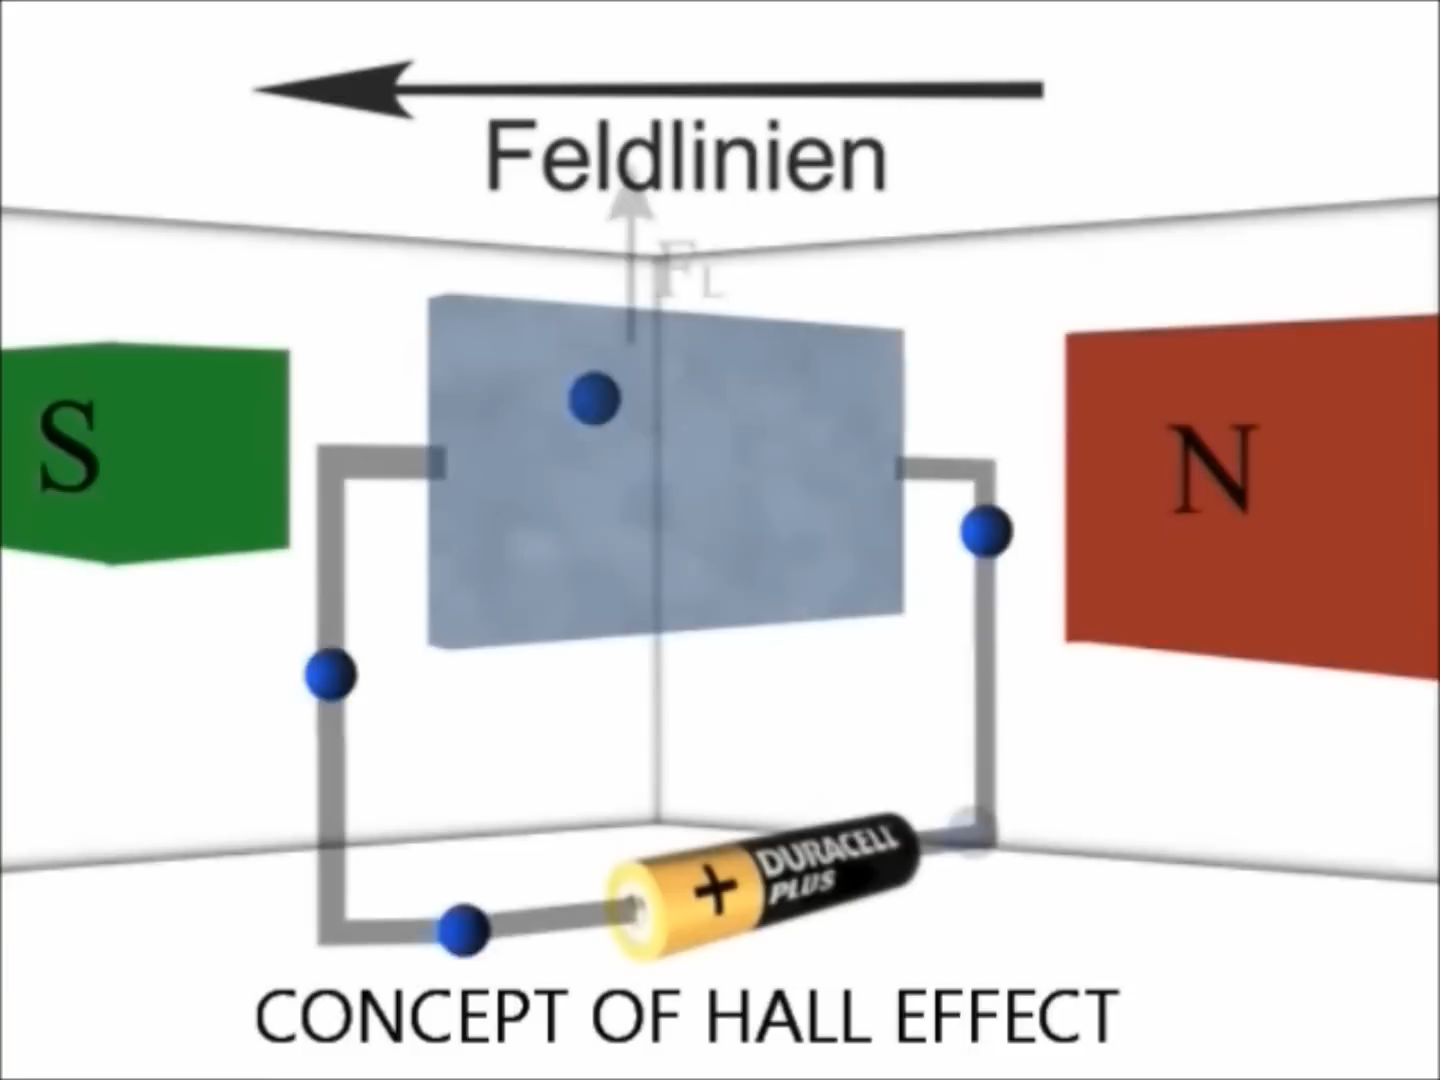 Feldlinien
FL
S
N
+
DURACELL
PLUS
CONCEPT OF HALL EFFECT